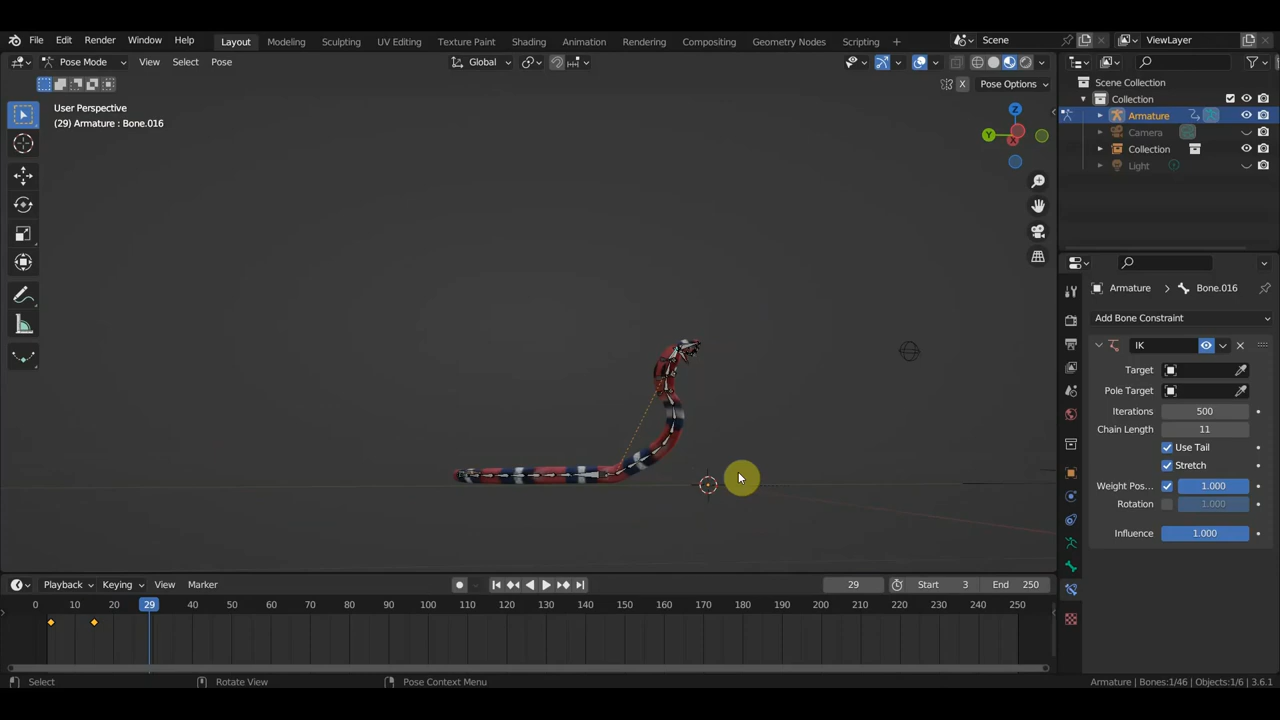 File Edit Render Window Help Layout Modeling Sculpting UV Editing Texture Paint Shading Animation Rendering Compositing Geometry Nodes Scripting + Scene ViewLayer
Pose Mode View Select Pose Global
X Pose Options
User Perspective
(29) Armature : Bone.016
Z
Y
X
Scene Collection
Collection
Armature
Camera
Collection
Light
Armature > Bone.016
Add Bone Constraint
IK
Target
Pole Target
Iterations 500
Chain Length 11
Use Tail
Stretch
Weight Pos... 1.000
Rotation 1.000
Influence 1.000
Playback Keying View Marker 29 Start 3 End 250
0 10 20 29 40 50 60 70 80 90 100 110 120 130 140 150 160 170 180 190 200 210 220 230 240 250
Select Rotate View Pose Context Menu Armature | Bones:1/46 | Objects:1/6 | 3.6.1